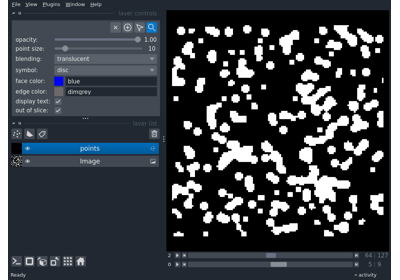 File View Plugins Window Help
layer controls
opacity: 1.00
point size: 10
blending: translucent
symbol: disc
face color: blue
edge color: dimgrey
display text:
out of slice:
layer list
points
Image
2 64 127
0 5 9
Ready activity